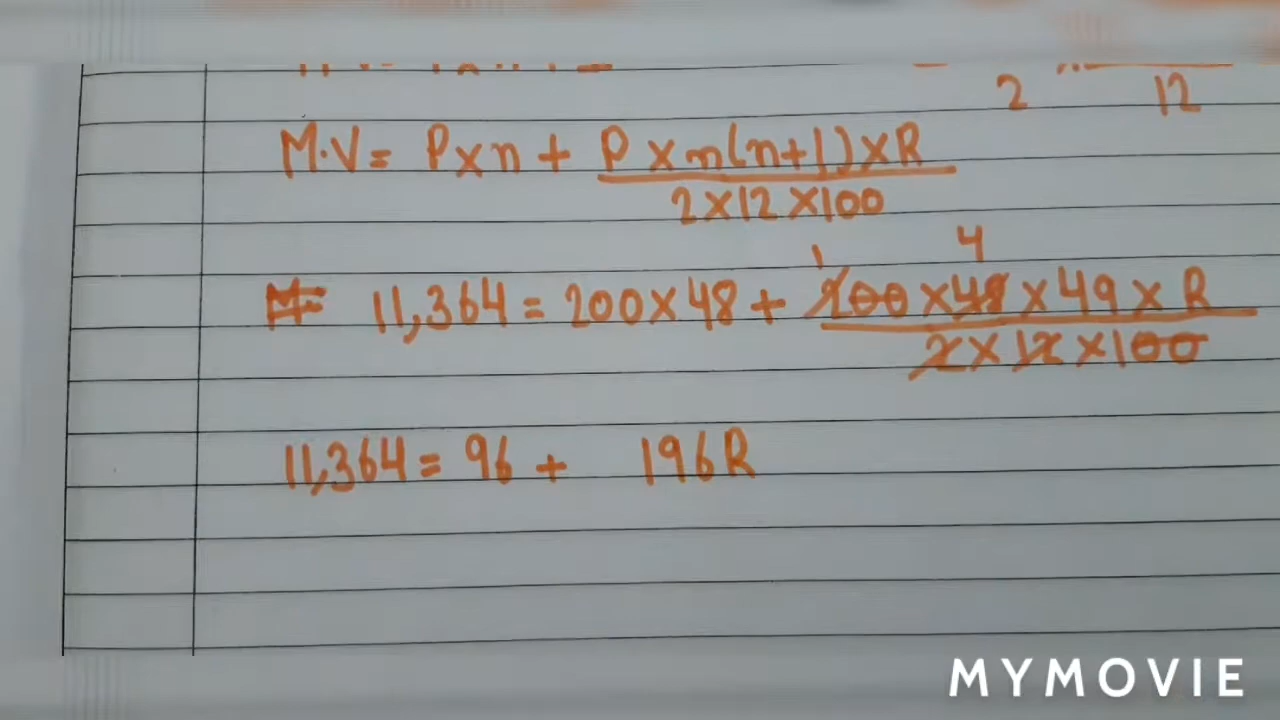 2 12
M.V = P x n + P x n(n+1) x R
2 x 12 x 100
1 4
M= 11,364 = 200 x 48 + 200 x 48 x 49 x R
2 x 12 x 100
11,364 = 96 + 196R
MYMOVIE